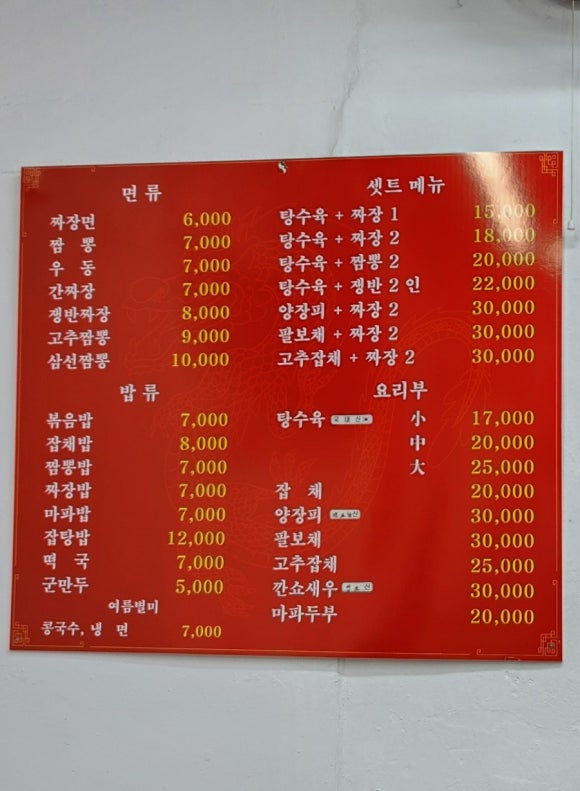 면 류
짜장면 6,000
짬 뽕 7,000
우 동 7,000
간짜장 7,000
쟁반짜장 8,000
고추짬뽕 9,000
삼선짬뽕 10,000
밥 류
볶음밥 7,000
잡채밥 8,000
짬뽕밥 7,000
짜장밥 7,000
마파밥 7,000
잡탕밥 12,000
떡 국 7,000
군만두 5,000
여름별미
콩국수, 냉 면 7,000
셋트 메뉴
탕수육 + 짜장 1 15,000
탕수육 + 짜장 2 18,000
탕수육 + 짬뽕 2 20,000
탕수육 + 쟁반 2 인 22,000
양장피 + 짜장 2 30,000
팔보채 + 짜장 2 30,000
고추잡채 + 짜장 2 30,000
요리부
탕수육 국내산 小 17,000
中 20,000
大 25,000
잡 채 20,000
양장피 30,000
팔보채 30,000
고추잡채 25,000
깐쇼새우 30,000
마파두부 20,000